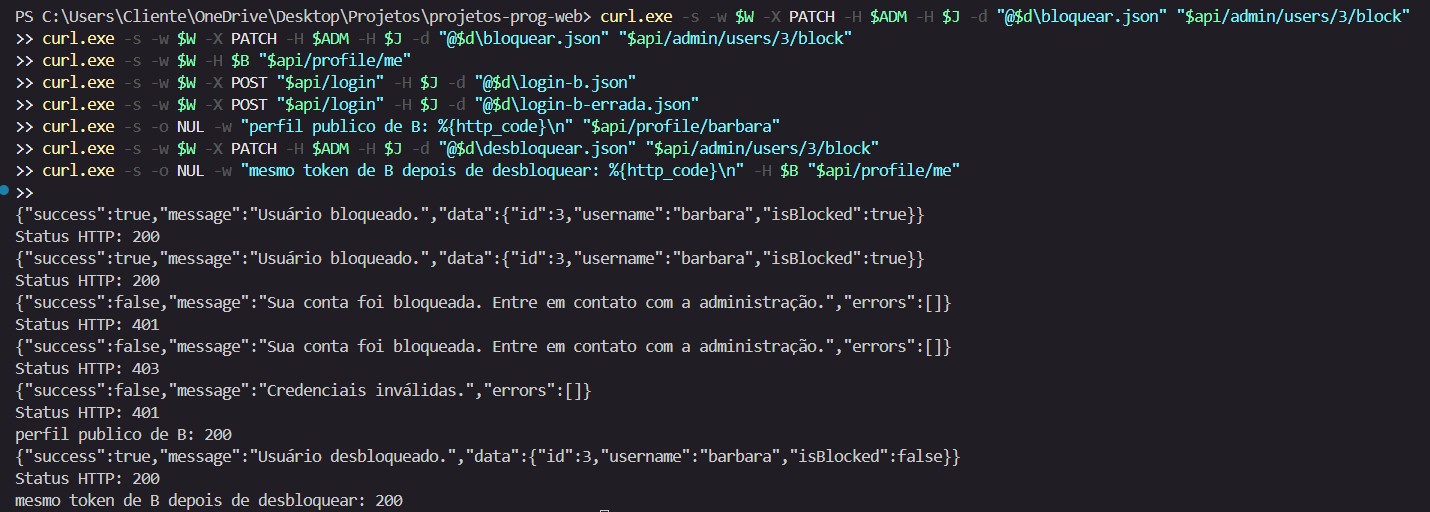 PS C:\Users\Cliente\OneDrive\Desktop\Projetos\projetos-prog-web> curl.exe -s -w $W -X PATCH -H $ADM -H $J -d "@$d\bloquear.json" "$api/admin/users/3/block"
>> curl.exe -s -w $W -X PATCH -H $ADM -H $J -d "@$d\bloquear.json" "$api/admin/users/3/block"
>> curl.exe -s -w $W -H $B "$api/profile/me"
>> curl.exe -s -w $W -X POST "$api/login" -H $J -d "@$d\login-b.json"
>> curl.exe -s -w $W -X POST "$api/login" -H $J -d "@$d\login-b-errada.json"
>> curl.exe -s -o NUL -w "perfil publico de B: %{http_code}\n" "$api/profile/barbara"
>> curl.exe -s -w $W -X PATCH -H $ADM -H $J -d "@$d\desbloquear.json" "$api/admin/users/3/block"
>> curl.exe -s -o NUL -w "mesmo token de B depois de desbloquear: %{http_code}\n" -H $B "$api/profile/me"
>>
{"success":true,"message":"Usuário bloqueado.","data":{"id":3,"username":"barbara","isBlocked":true}}
Status HTTP: 200
{"success":true,"message":"Usuário bloqueado.","data":{"id":3,"username":"barbara","isBlocked":true}}
Status HTTP: 200
{"success":false,"message":"Sua conta foi bloqueada. Entre em contato com a administração.","errors":[]}
Status HTTP: 401
{"success":false,"message":"Sua conta foi bloqueada. Entre em contato com a administração.","errors":[]}
Status HTTP: 403
{"success":false,"message":"Credenciais inválidas.","errors":[]}
Status HTTP: 401
perfil publico de B: 200
{"success":true,"message":"Usuário desbloqueado.","data":{"id":3,"username":"barbara","isBlocked":false}}
Status HTTP: 200
mesmo token de B depois de desbloquear: 200